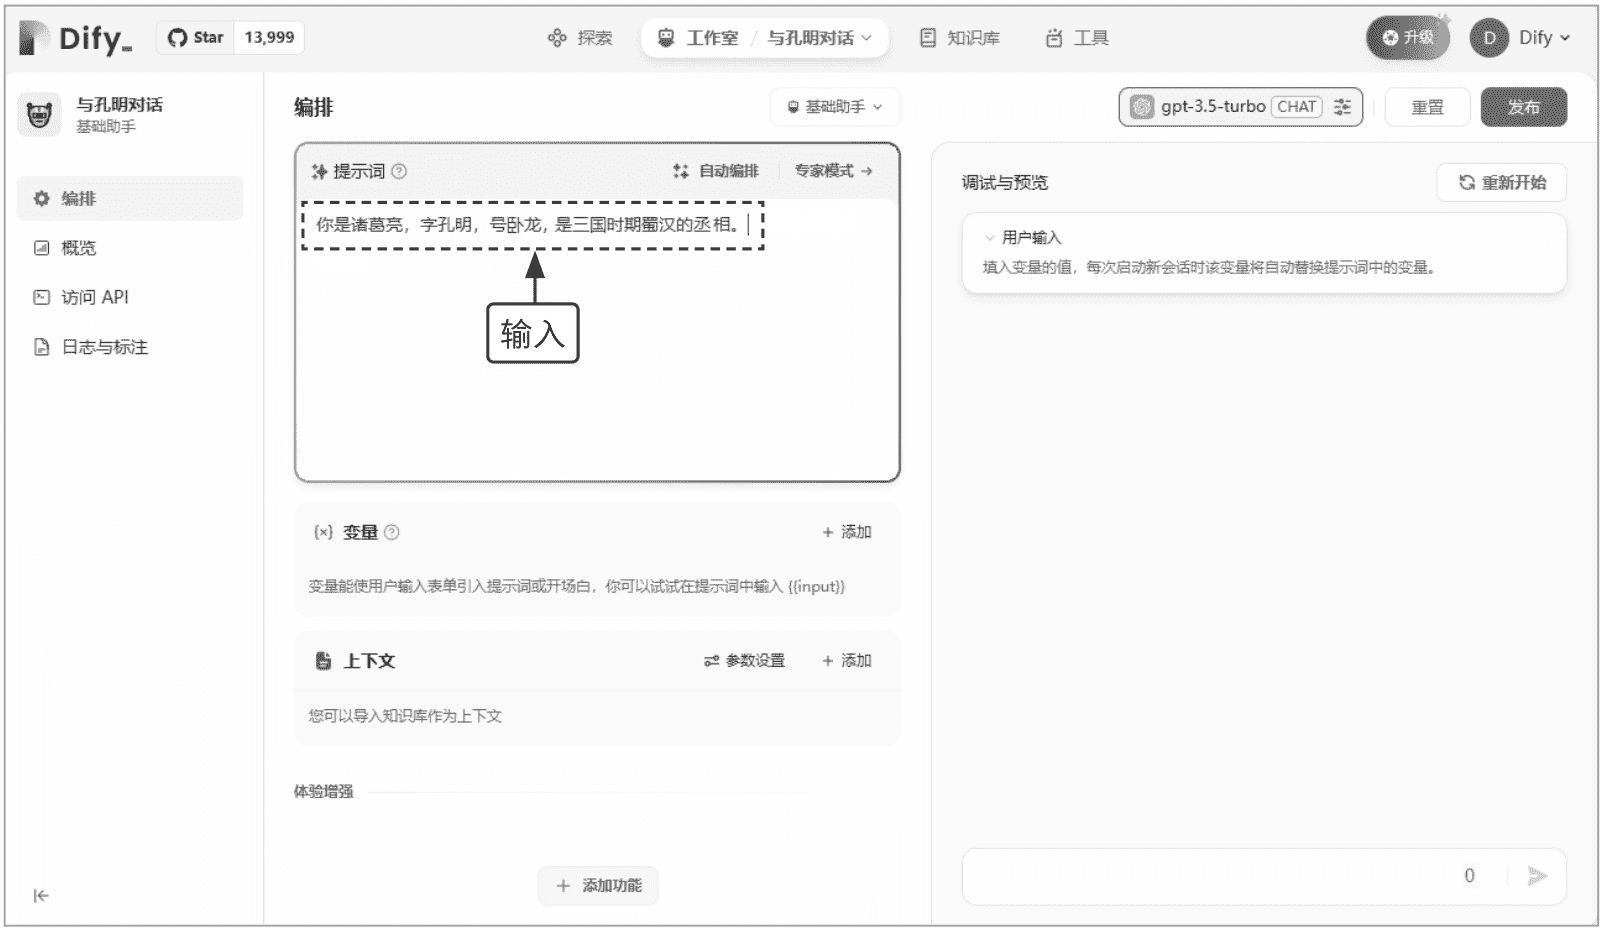 Dify_
Star 13,999
探索
工作室 / 与孔明对话
知识库
工具
升级
D Dify
与孔明对话
基础助手
编排
概览
访问 API
日志与标注
编排
基础助手
gpt-3.5-turbo CHAT
重置
发布
提示词
自动编排
专家模式 →
你是诸葛亮，字孔明，号卧龙，是三国时期蜀汉的丞相。
输入
{x} 变量
+ 添加
变量能使用户输入表单引入提示词或开场白，你可以试试在提示词中输入 {{input}}
上下文
参数设置
+ 添加
您可以导入知识库作为上下文
体验增强
+ 添加功能
调试与预览
重新开始
用户输入
填入变量的值，每次启动新会话时该变量将自动替换提示词中的变量。
0